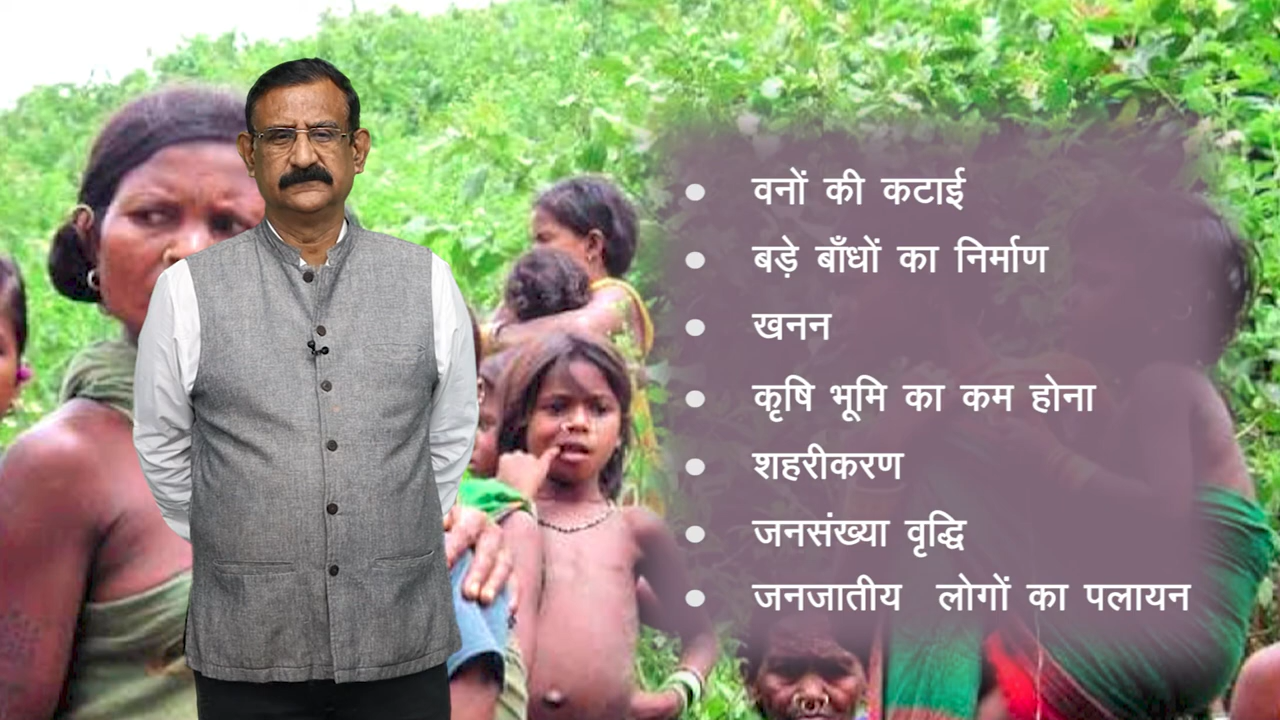 • वनों की कटाई
• बड़े बाँधों का निर्माण
• खनन
• कृषि भूमि का कम होना
• शहरीकरण
• जनसंख्या वृद्धि
• जनजातीय लोगों का पलायन